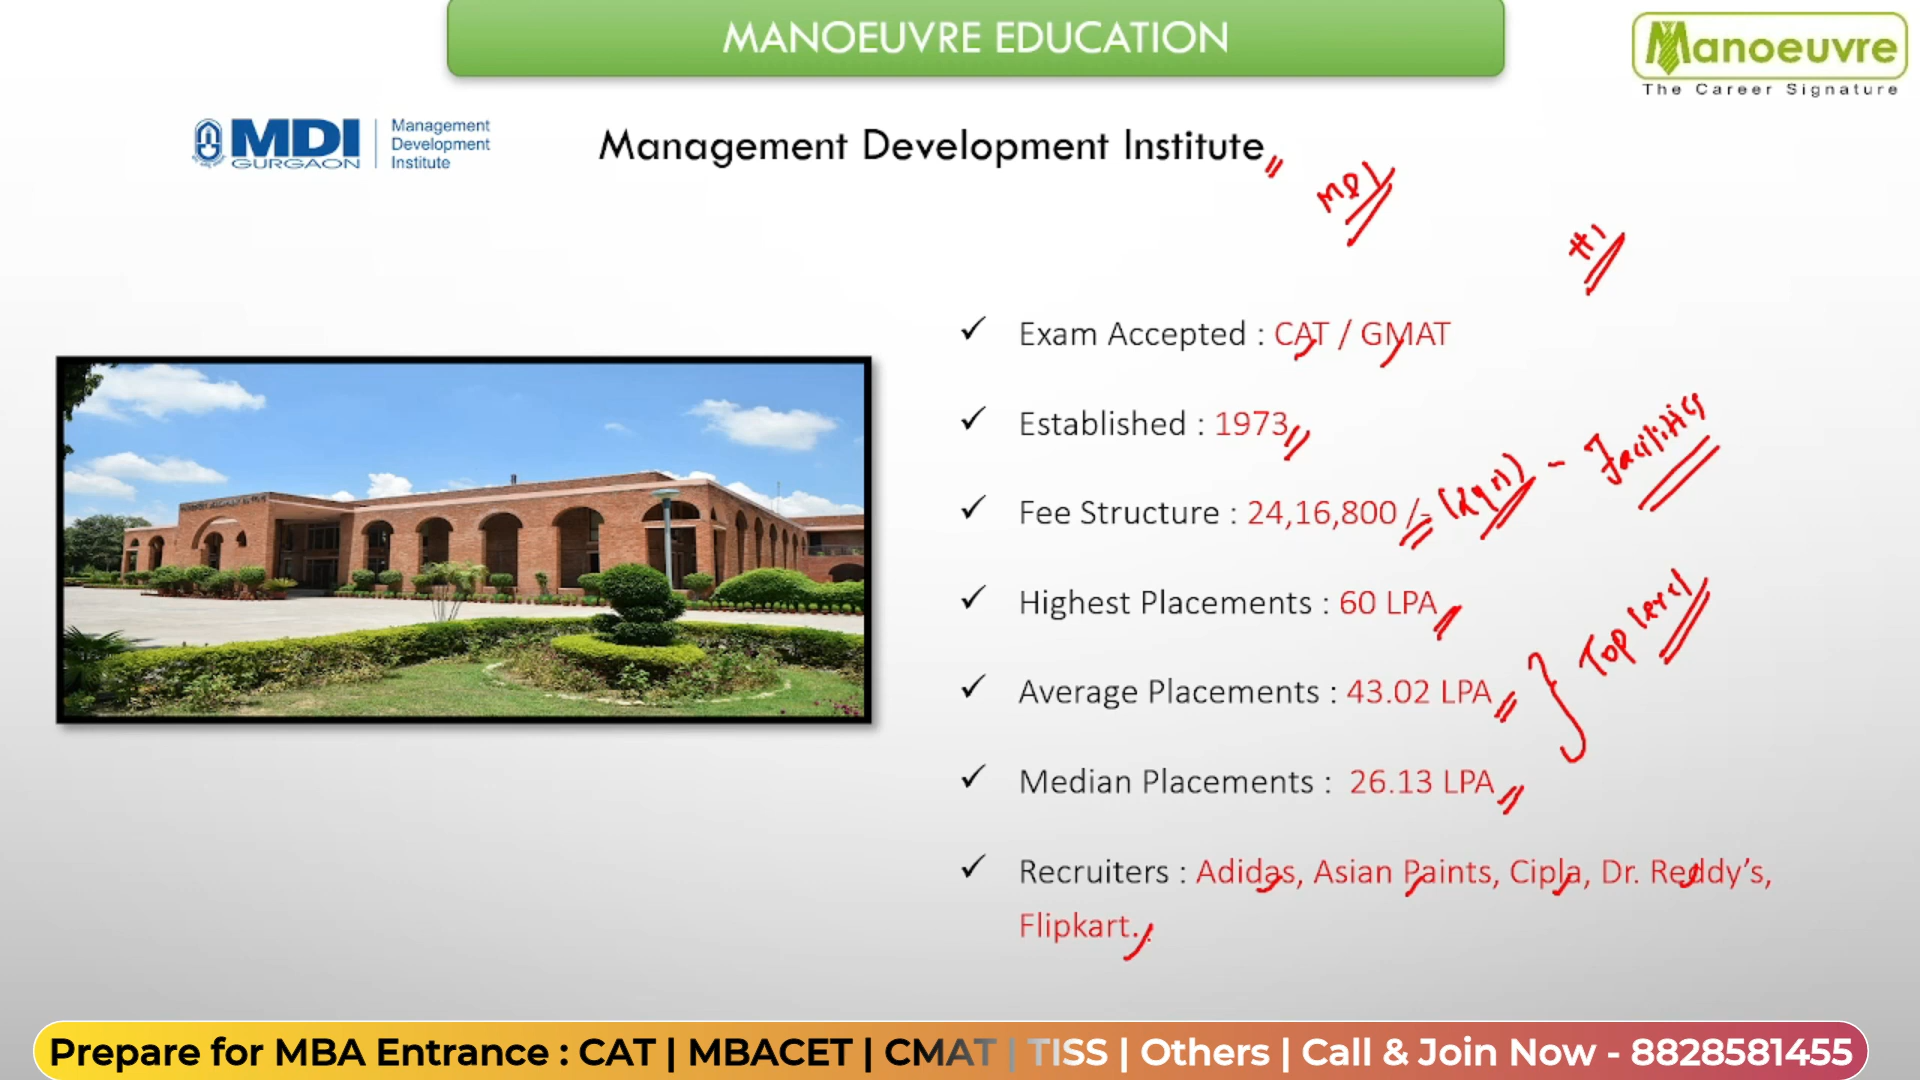 MANOEUVRE EDUCATION
Manoeuvre
The Career Signature
MDI
GURGAON
Management
Development
Institute
Management Development Institute
MDI
#1
Exam Accepted : CAT / GMAT
Established : 1973
Fee Structure : 24,16,800 /- - Facilities
Highest Placements : 60 LPA
Top level
Average Placements : 43.02 LPA
Median Placements : 26.13 LPA
Recruiters : Adidas, Asian Paints, Cipla, Dr. Reddy's,
Flipkart..
Prepare for MBA Entrance : CAT | MBACET | CMAT | TISS | Others | Call & Join Now - 8828581455